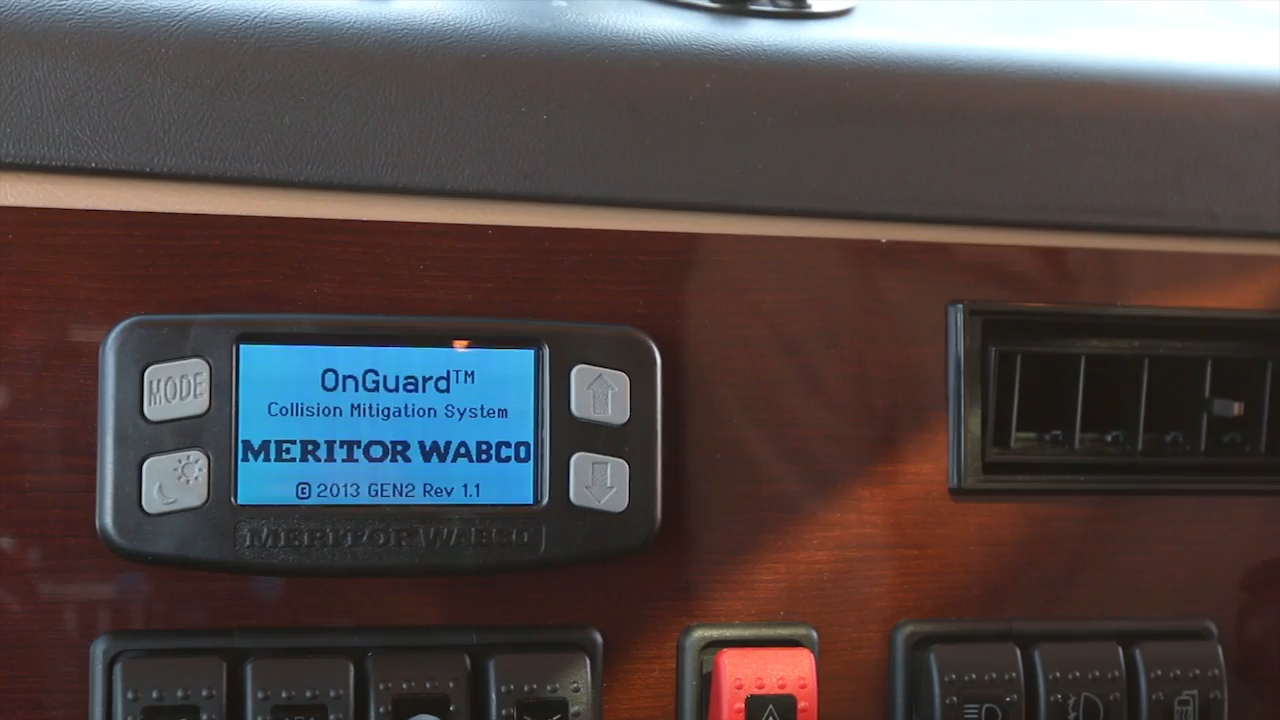 MODE
OnGuard™
Collision Mitigation System
MERITOR WABCO
© 2013 GEN2 Rev 1.1
MERITOR WABCO